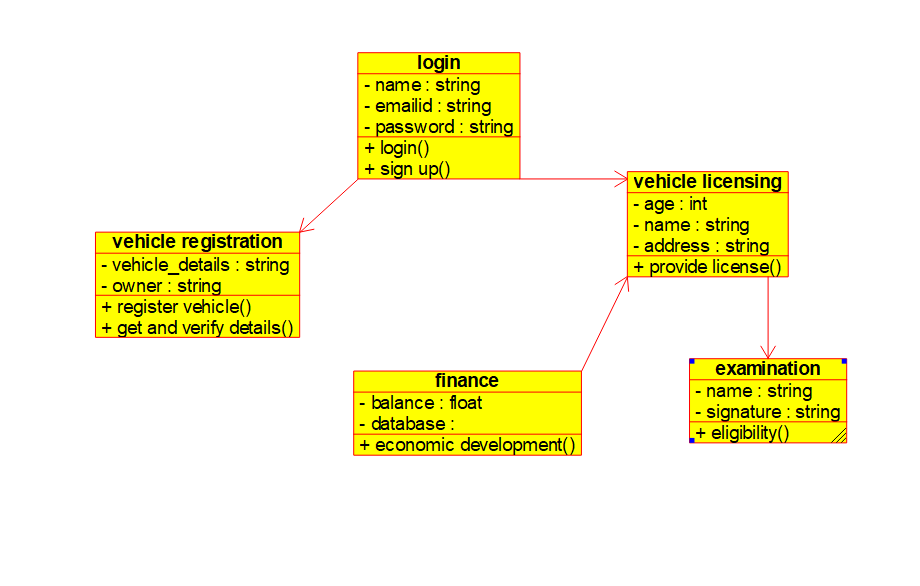 login
- name : string
- emailid : string
- password : string
+ login()
+ sign up()
vehicle licensing
- age : int
- name : string
- address : string
+ provide license()
vehicle registration
- vehicle_details : string
- owner : string
+ register vehicle()
+ get and verify details()
finance
- balance : float
- database :
+ economic development()
examination
- name : string
- signature : string
+ eligibility()